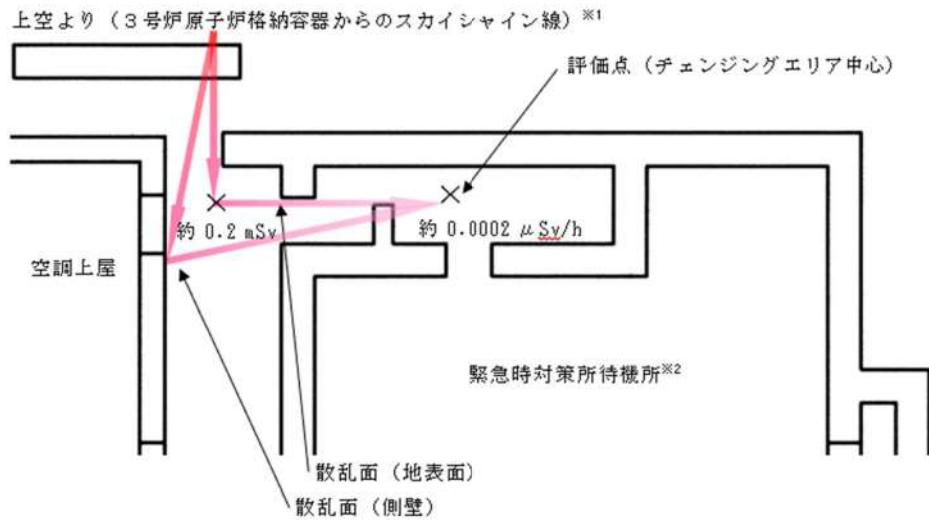 上空より（３号炉原子炉格納容器からのスカイシャイン線）※1
評価点（チェンジングエリア中心）
約 0.2 mSv
約 0.0002 μSv/h
空調上屋
緊急時対策所待機所※2
散乱面（地表面）
散乱面（側壁）